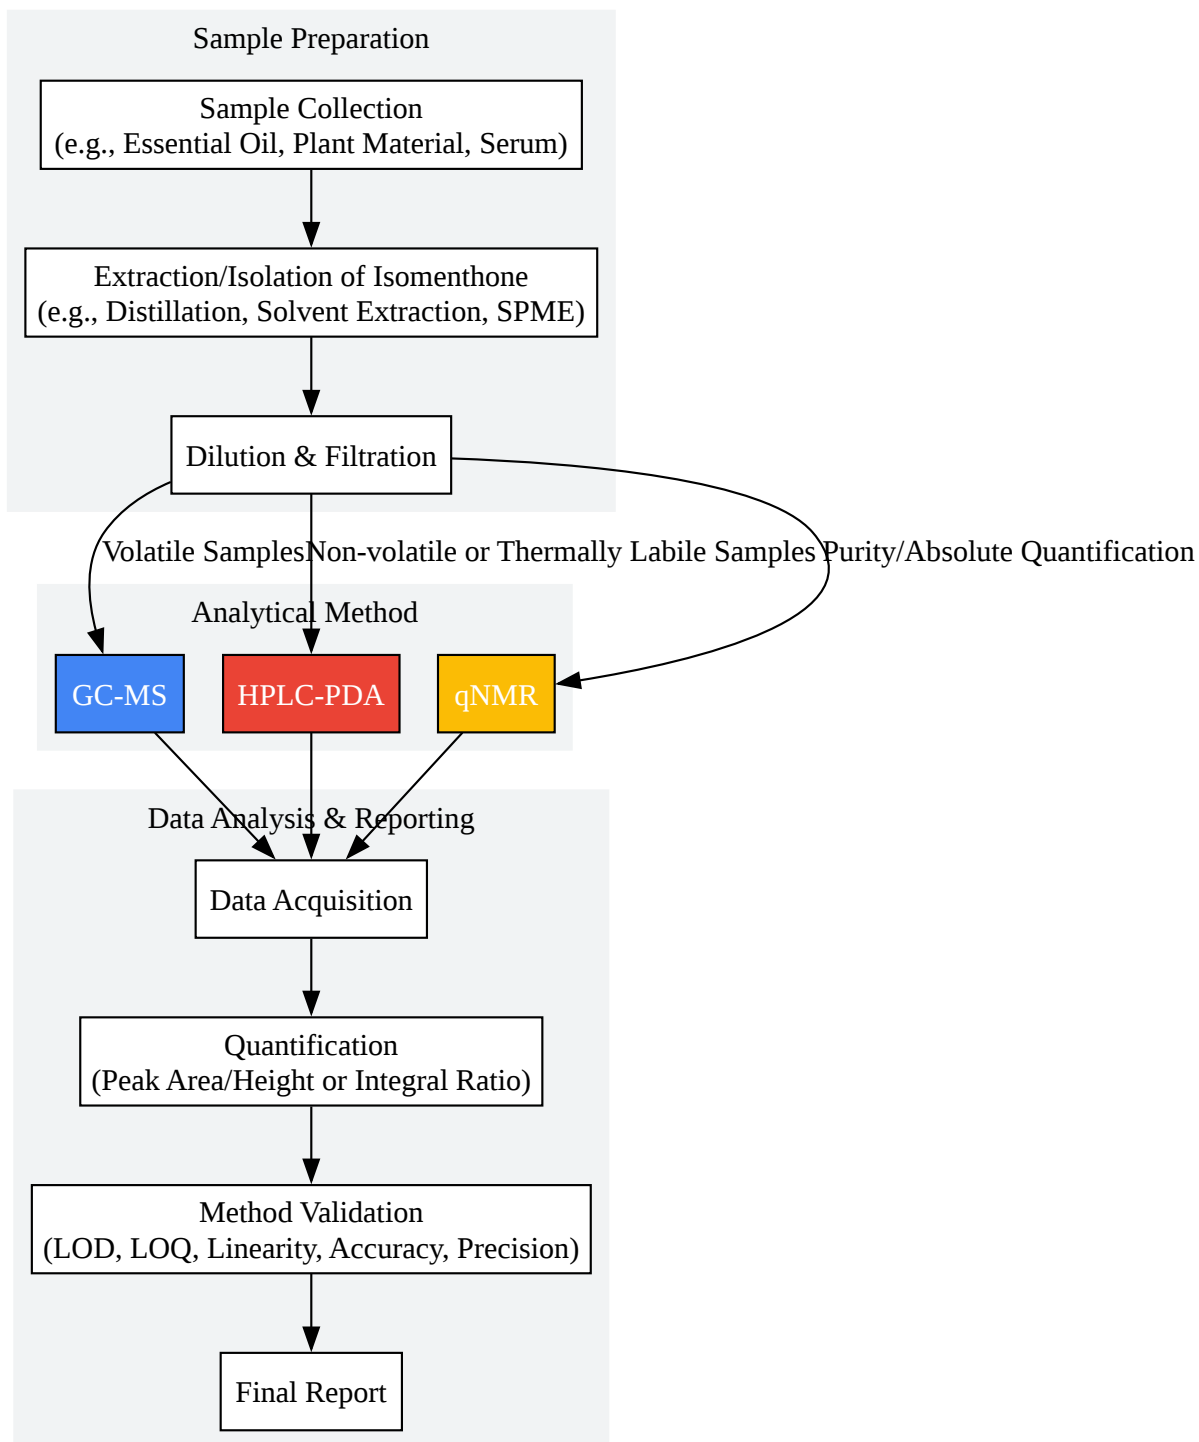 Sample Preparation
Sample Collection
(e.g., Essential Oil, Plant Material, Serum)
Extraction/Isolation of Isomenthone
(e.g., Distillation, Solvent Extraction, SPME)
Dilution & Filtration
Volatile Samples
Non-volatile or Thermally Labile Samples
Purity/Absolute Quantification
Analytical Method
GC-MS
HPLC-PDA
qNMR
Data Analysis & Reporting
Data Acquisition
Quantification
(Peak Area/Height or Integral Ratio)
Method Validation
(LOD, LOQ, Linearity, Accuracy, Precision)
Final Report